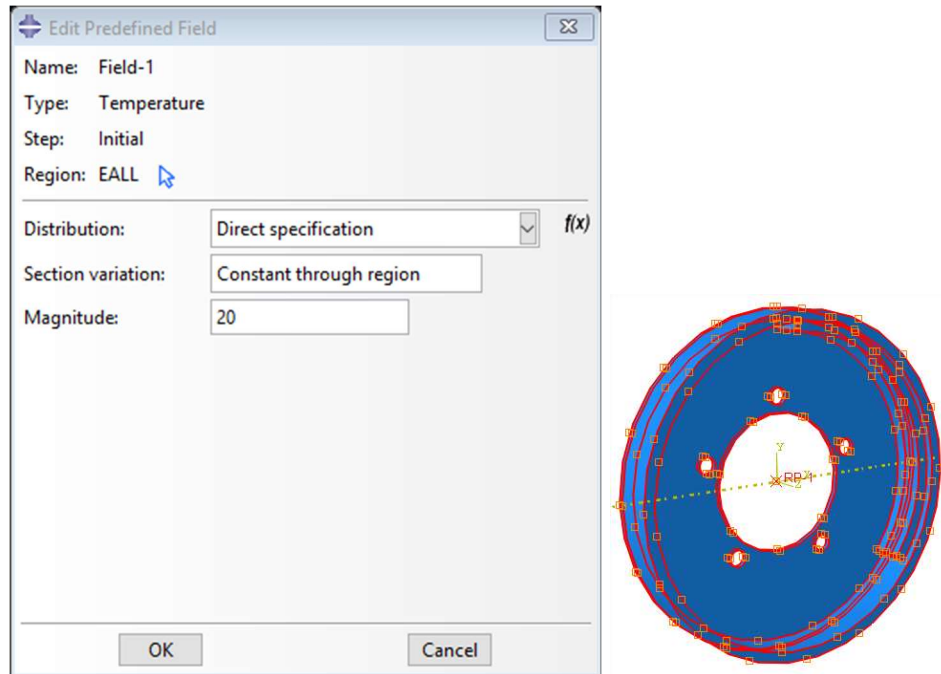 Edit Predefined Field
Name: Field-1
Type: Temperature
Step: Initial
Region: EALL
Distribution: Direct specification f(x)
Section variation: Constant through region
Magnitude: 20
OK Cancel
Y
RP-1
X
Z